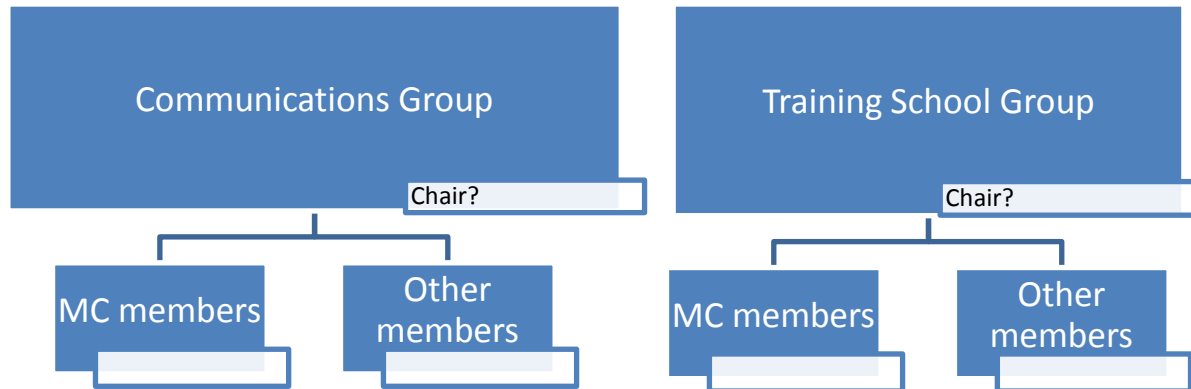 Communications Group
Chair?
MC members
Other
members
Training School Group
Chair?
MC members
Other
members